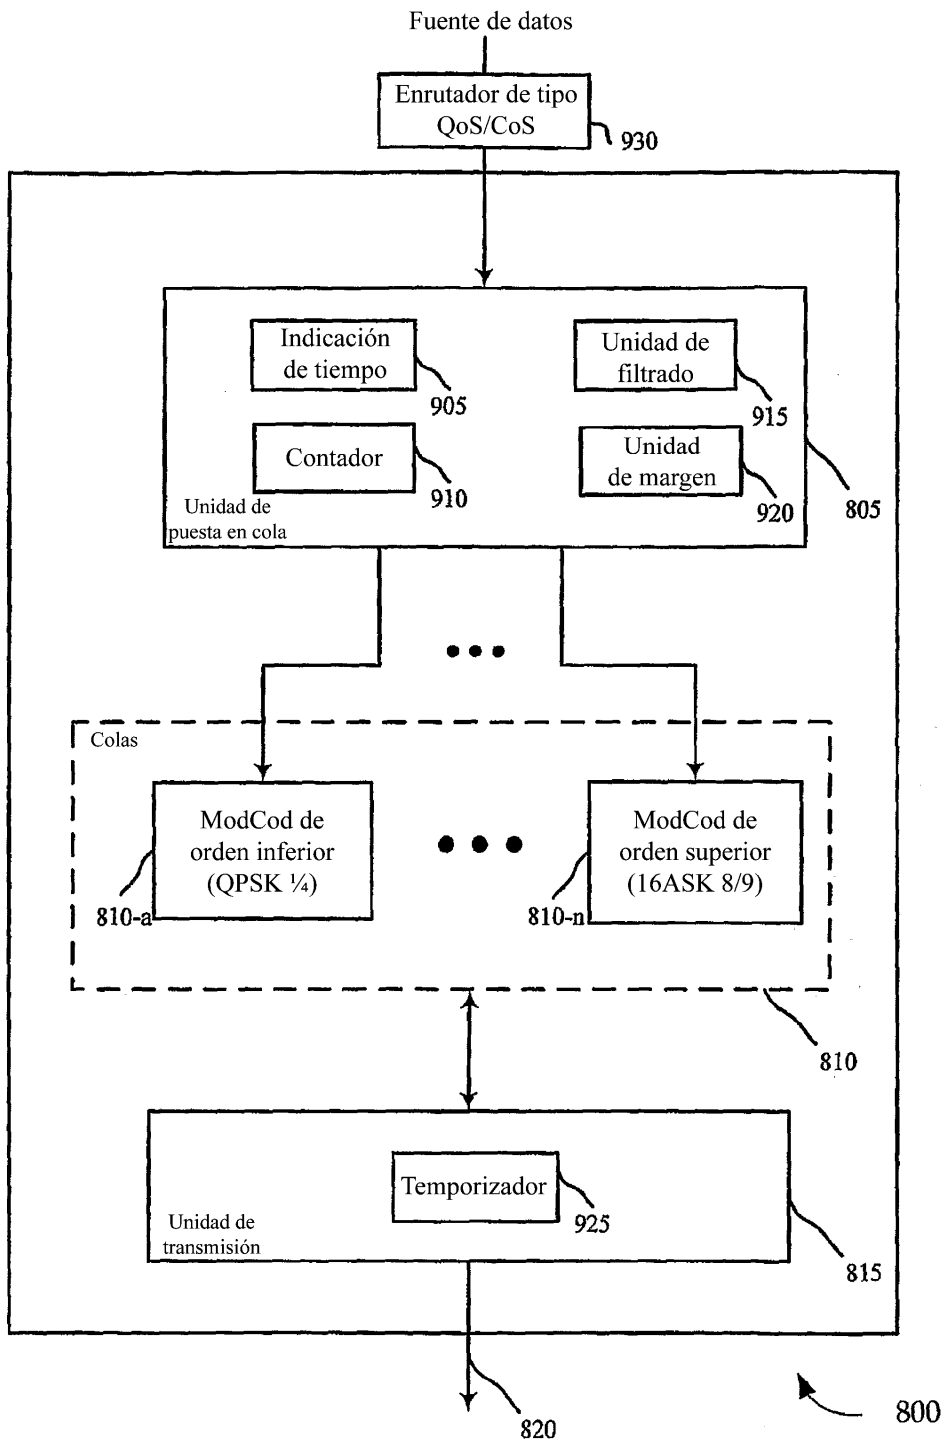 Fuente de datos
Enrutador de tipo
QoS/CoS
930
Indicación
de tiempo
905
Unidad de
filtrado
915
Contador
910
Unidad
de margen
920
805
Unidad de
puesta en cola
Colas
ModCod de
orden inferior
(QPSK ¼)
810-a
ModCod de
orden superior
(16ASK 8/9)
810-n
810
Temporizador
925
Unidad de
transmisión
815
820
800